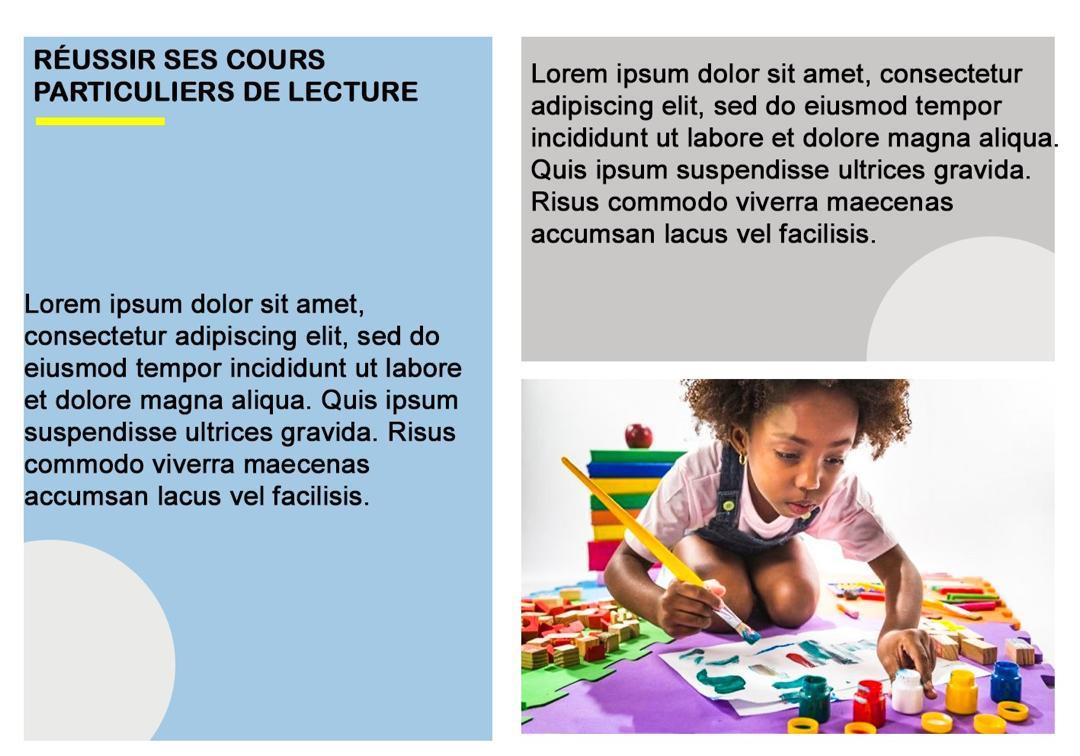 RÉUSSIR SES COURS
PARTICULIERS DE LECTURE
Lorem ipsum dolor sit amet,
consectetur adipiscing elit, sed do
eiusmod tempor incididunt ut labore
et dolore magna aliqua. Quis ipsum
suspendisse ultrices gravida. Risus
commodo viverra maecenas
accumsan lacus vel facilisis.
Lorem ipsum dolor sit amet, consectetur
adipiscing elit, sed do eiusmod tempor
incididunt ut labore et dolore magna aliqua.
Quis ipsum suspendisse ultrices gravida.
Risus commodo viverra maecenas
accumsan lacus vel facilisis.